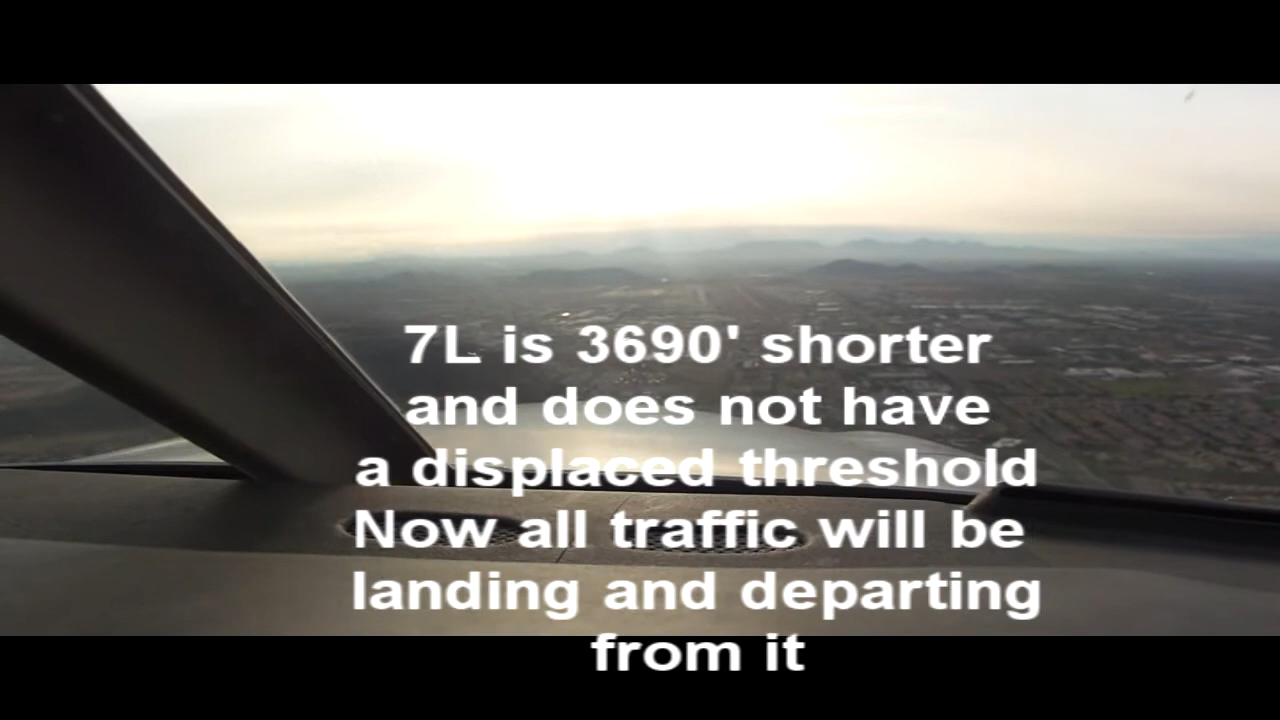 7L is 3690' shorter
and does not have
a displaced threshold
Now all traffic will be
landing and departing
from it